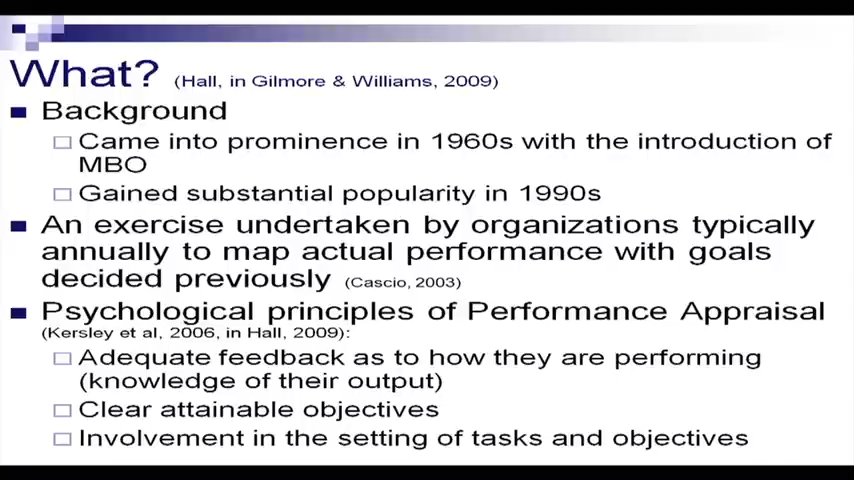 What? (Hall, in Gilmore & Williams, 2009)
Background
Came into prominence in 1960s with the introduction of
MBO
Gained substantial popularity in 1990s
An exercise undertaken by organizations typically
annually to map actual performance with goals
decided previously (Cascio, 2003)
Psychological principles of Performance Appraisal
(Kersley et al, 2006, in Hall, 2009):
Adequate feedback as to how they are performing
(knowledge of their output)
Clear attainable objectives
Involvement in the setting of tasks and objectives